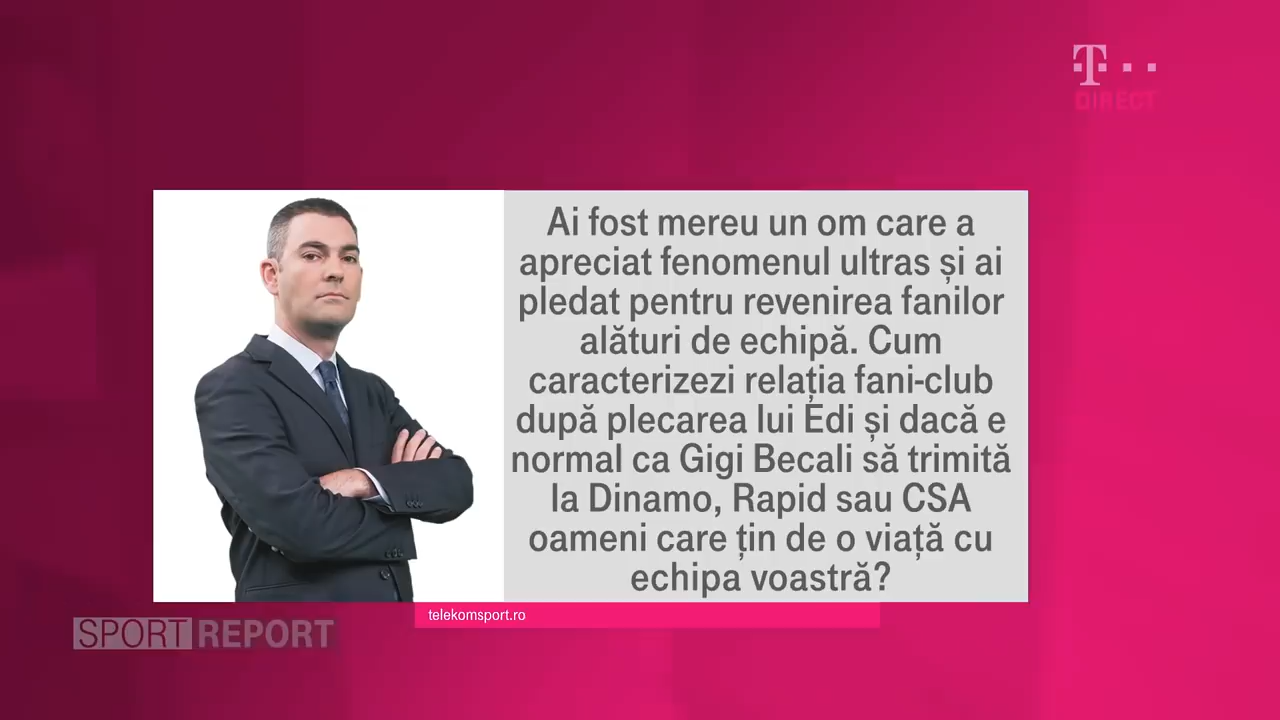 T
DIRECT
Ai fost mereu un om care a
apreciat fenomenul ultras și ai
pledat pentru revenirea fanilor
alături de echipă. Cum
caracterizezi relația fani-club
după plecarea lui Edi și dacă e
normal ca Gigi Becali să trimită
la Dinamo, Rapid sau CSA
oameni care țin de o viață cu
echipa voastră?
telekomsport.ro
SPORT REPORT